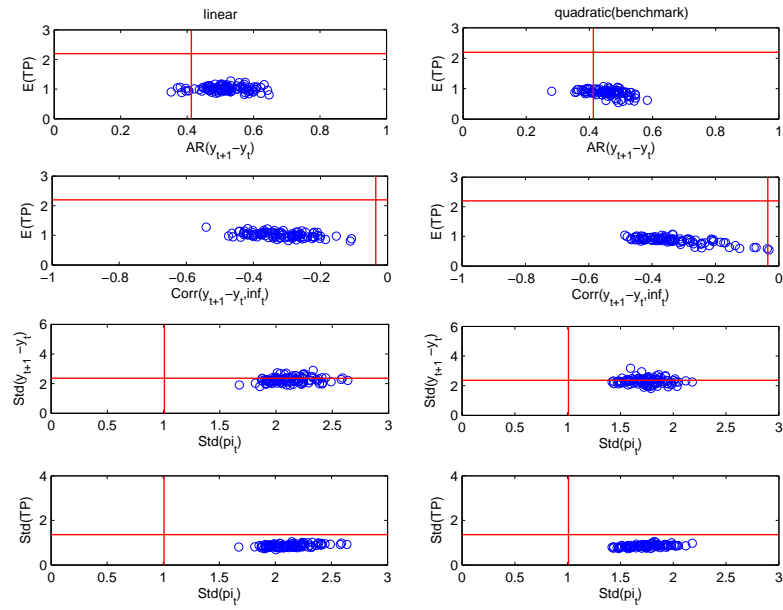 linear
quadratic(benchmark)
3
2
1
0
E(TP)
0 0.2 0.4 0.6 0.8 1
AR(y_{t+1}−y_t)
3
2
1
0
E(TP)
0 0.2 0.4 0.6 0.8 1
AR(y_{t+1}−y_t)
3
2
1
0
E(TP)
−1 −0.8 −0.6 −0.4 −0.2 0
Corr(y_{t+1}−y_t,inf_t)
3
2
1
0
E(TP)
−1 −0.8 −0.6 −0.4 −0.2 0
Corr(y_{t+1}−y_t,inf_t)
6
4
2
0
Std(y_{t+1} −y_t)
0 0.5 1 1.5 2 2.5 3
Std(pi_t)
6
4
2
0
Std(y_{t+1} −y_t)
0 0.5 1 1.5 2 2.5 3
Std(pi_t)
4
2
0
Std(TP)
0 0.5 1 1.5 2 2.5 3
Std(pi_t)
4
2
0
Std(TP)
0 0.5 1 1.5 2 2.5 3
Std(pi_t)